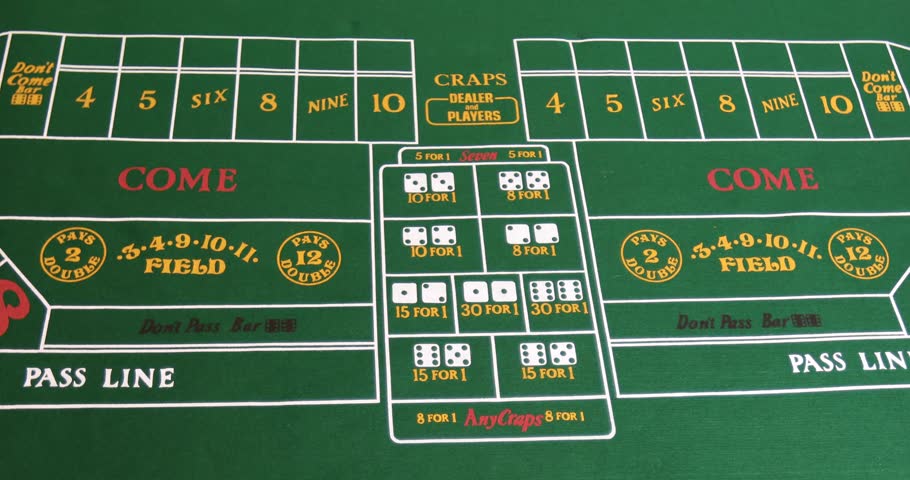 Don't
Come
Bar
4 5 SIX 8 NINE 10
CRAPS
DEALER
and
PLAYERS
4 5 SIX 8 NINE 10
Don't
Come
Bar
5 FOR 1 Seven 5 FOR 1
COME
10 FOR 1 8 FOR 1
COME
PAYS
2
DOUBLE
·3·4·9·10·11·
FIELD
PAYS
12
DOUBLE
10 FOR 1 8 FOR 1
PAYS
2
DOUBLE
·3·4·9·10·11·
FIELD
PAYS
12
DOUBLE
8
15 FOR 1 30 FOR 1 30 FOR 1
Don't Pass Bar
Don't Pass Bar
PASS LINE
15 FOR 1 15 FOR 1
PASS LIN
8 FOR 1 Any Craps 8 FOR 1